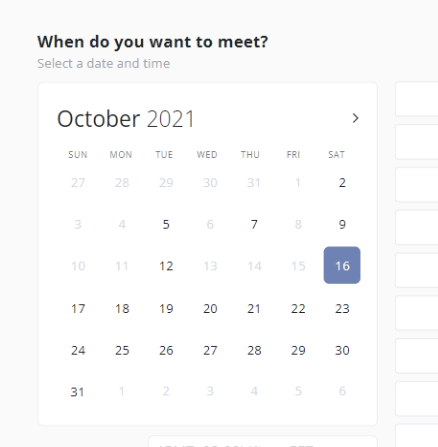 When do you want to meet?
Select a date and time
October 2021
SUN MON TUE WED THU FRI SAT
27 28 29 30 31 1 2
3 4 5 6 7 8 9
10 11 12 13 14 15 16
17 18 19 20 21 22 23
24 25 26 27 28 29 30
31 1 2 3 4 5 6